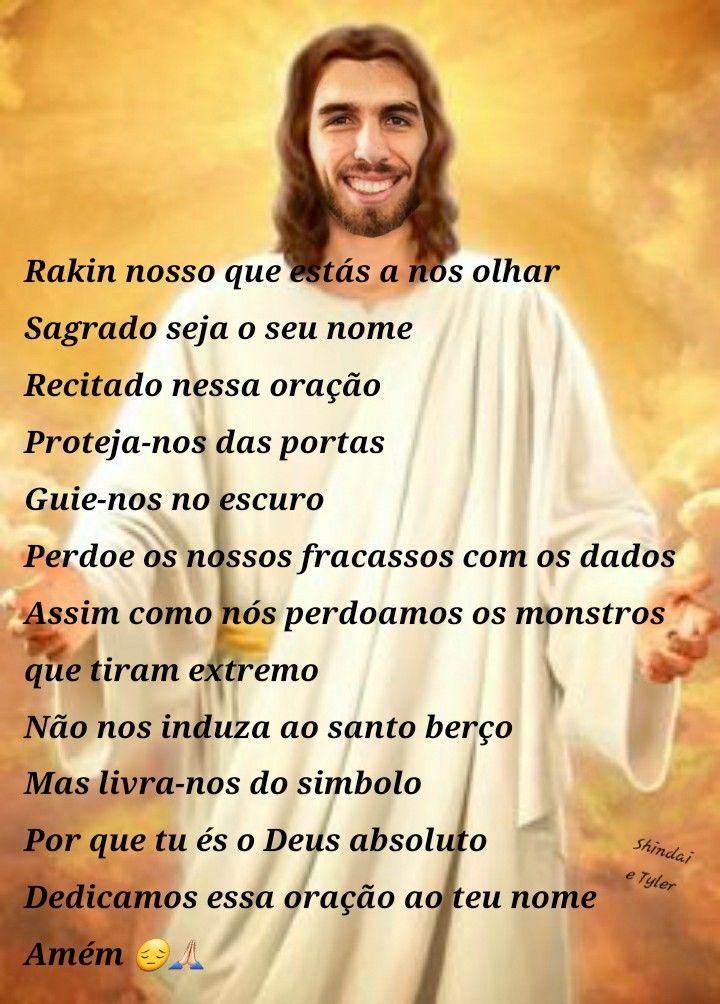 Rakin nosso que estás a nos olhar
Sagrado seja o seu nome
Recitado nessa oração
Proteja-nos das portas
Guie-nos no escuro
Perdoe os nossos fracassos com os dados
Assim como nós perdoamos os monstros
que tiram extremo
Não nos induza ao santo berço
Mas livra-nos do simbolo
Por que tu és o Deus absoluto
Dedicamos essa oração ao teu nome
Amém 😔🙏🏻
Shindai
e Tyler